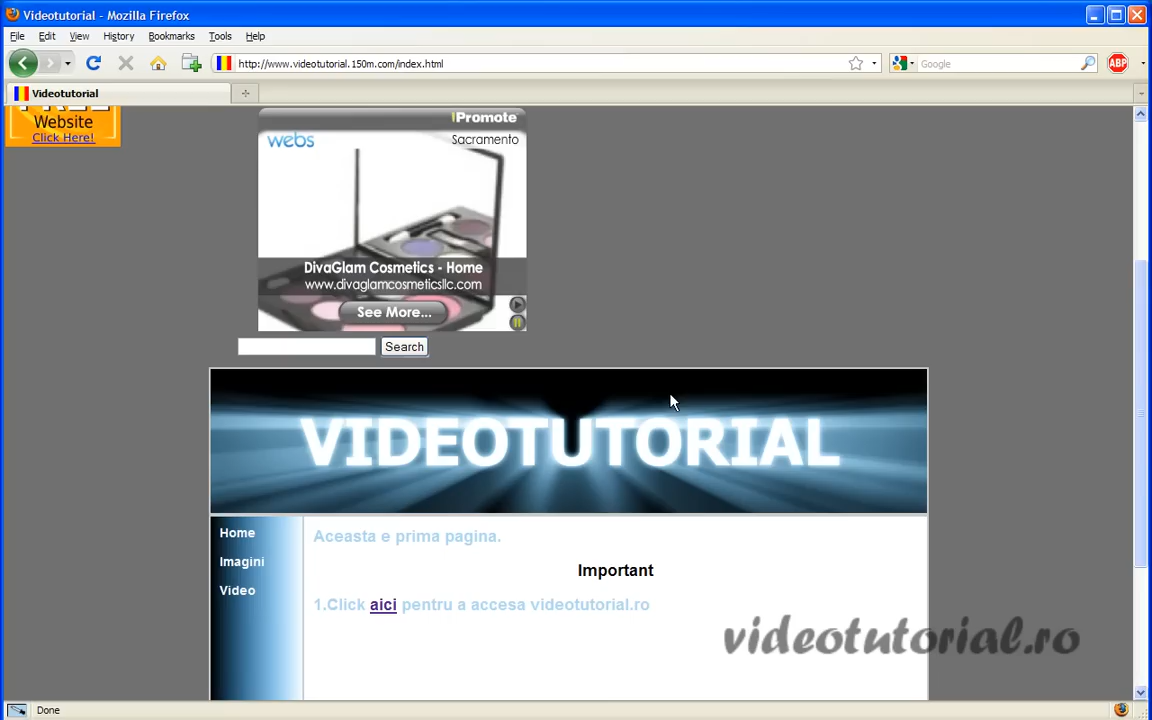 Videotutorial - Mozilla Firefox
File Edit View History Bookmarks Tools Help
http://www.videotutorial.150m.com/index.html
Google
ABP
Videotutorial
Website
Click Here!
iPromote
webs
Sacramento
DivaGlam Cosmetics - Home
www.divaglamcosmeticsllc.com
See More...
Search
VIDEOTUTORIAL
Home
Imagini
Video
Aceasta e prima pagina.
Important
1.Click aici pentru a accesa videotutorial.ro
videotutorial.ro
Done